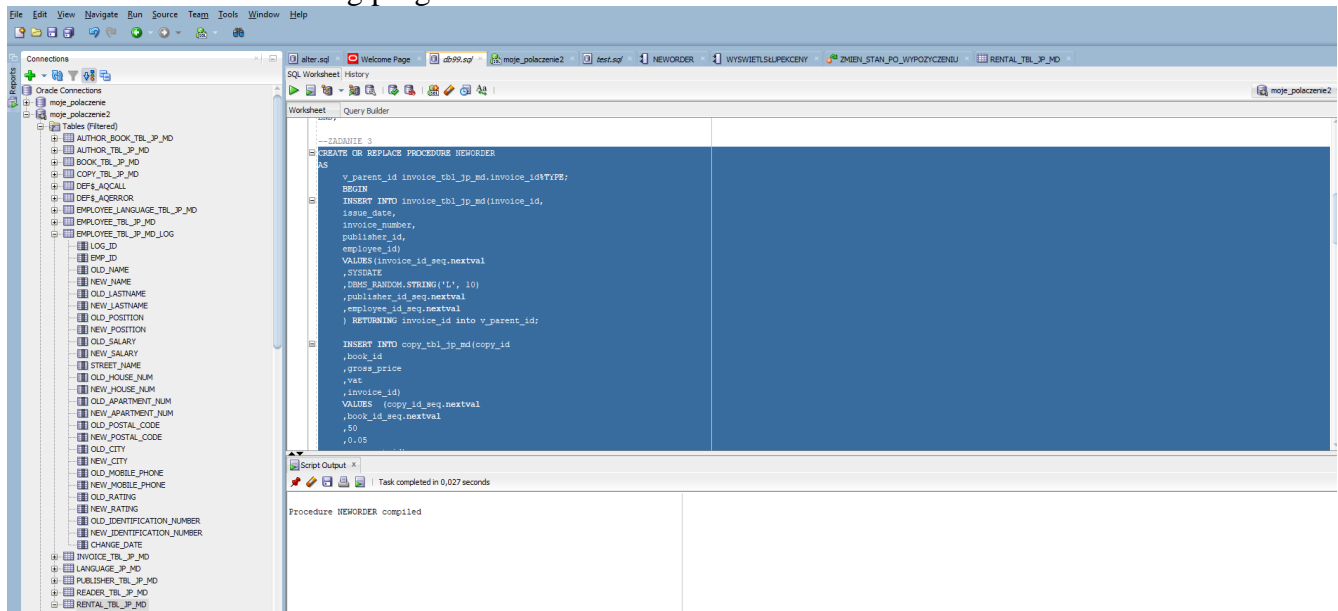 File Edit View Navigate Run Source Team Tools Window Help
Connections
alter.sql Welcome Page db99.sql moje_polaczenie2 test.sql NEWORDER WYSWIETLSŁUPEKCENY ZMIEN_STAN_PO_WYPOZYCZENIU RENTAL_TBL_JP_MD
SQL Worksheet History
Reports
moje_polaczenie2
Worksheet Query Builder
Oracle Connections
moje_polaczenie
moje_polaczenie2
Tables (Filtered)
AUTHOR_BOOK_TBL_JP_MD
AUTHOR_TBL_JP_MD
BOOK_TBL_JP_MD
COPY_TBL_JP_MD
DEF$_AQCALL
DEF$_AQERROR
EMPLOYEE_LANGUAGE_TBL_JP_MD
EMPLOYEE_TBL_JP_MD
EMPLOYEE_TBL_JP_MD_LOG
LOG_ID
EMP_ID
OLD_NAME
NEW_NAME
OLD_LASTNAME
NEW_LASTNAME
OLD_POSITION
NEW_POSITION
OLD_SALARY
NEW_SALARY
STREET_NAME
OLD_HOUSE_NUM
NEW_HOUSE_NUM
OLD_APARTMENT_NUM
NEW_APARTMENT_NUM
OLD_POSTAL_CODE
NEW_POSTAL_CODE
OLD_CITY
NEW_CITY
OLD_MOBILE_PHONE
NEW_MOBILE_PHONE
OLD_RATING
NEW_RATING
OLD_IDENTIFICATION_NUMBER
NEW_IDENTIFICATION_NUMBER
CHANGE_DATE
INVOICE_TBL_JP_MD
LANGUAGE_JP_MD
PUBLISHER_TBL_JP_MD
READER_TBL_JP_MD
RENTAL_TBL_JP_MD
--ZADANIE 3
CREATE OR REPLACE PROCEDURE NEWORDER
AS
v_parent_id invoice_tbl_jp_md.invoice_id%TYPE;
BEGIN
INSERT INTO invoice_tbl_jp_md(invoice_id,
issue_date,
invoice_number,
publisher_id,
employee_id)
VALUES(invoice_id_seq.nextval
,SYSDATE
,DBMS_RANDOM.STRING('L', 10)
,publisher_id_seq.nextval
,employee_id_seq.nextval
) RETURNING invoice_id into v_parent_id;
INSERT INTO copy_tbl_jp_md(copy_id
,book_id
,gross_price
,vat
,invoice_id)
VALUES (copy_id_seq.nextval
,book_id_seq.nextval
,50
,0.05
Script Output x
Task completed in 0,027 seconds
Procedure NEWORDER compiled